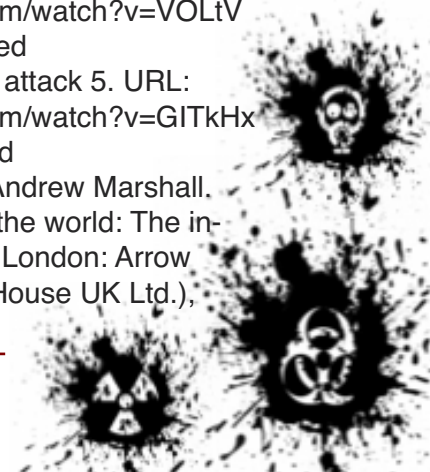 m/watch?v=VOLtV
ed
attack 5. URL:
m/watch?v=GITkHx
d
Andrew Marshall.
the world: The in-
London: Arrow
House UK Ltd.),